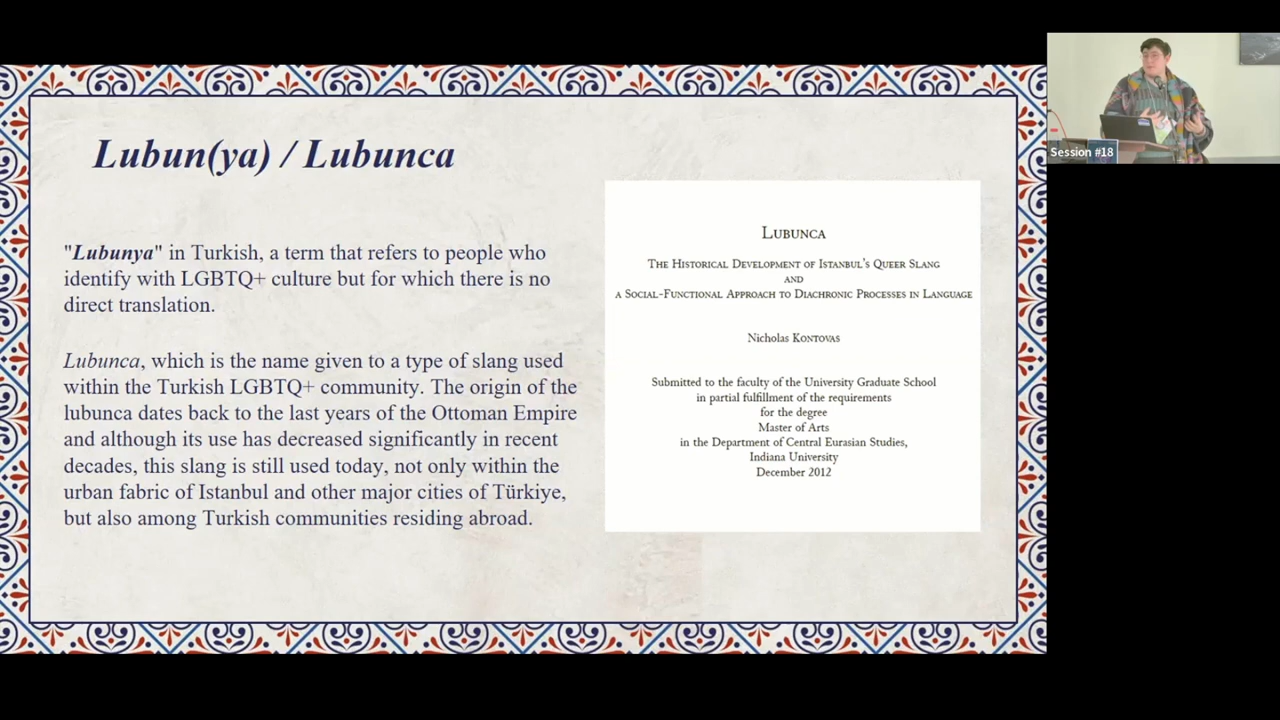 Lubun(ya) / Lubunca
"Lubunya" in Turkish, a term that refers to people who
identify with LGBTQ+ culture but for which there is no
direct translation.
Lubunca, which is the name given to a type of slang used
within the Turkish LGBTQ+ community. The origin of the
lubunca dates back to the last years of the Ottoman Empire
and although its use has decreased significantly in recent
decades, this slang is still used today, not only within the
urban fabric of Istanbul and other major cities of Türkiye,
but also among Turkish communities residing abroad.
Lubunca
The Historical Development of Istanbul's Queer Slang
and
a Social-Functional Approach to Diachronic Processes in Language
Nicholas Kontovas
Submitted to the faculty of the University Graduate School
in partial fulfillment of the requirements
for the degree
Master of Arts
in the Department of Central Eurasian Studies,
Indiana University
December 2012
Session #18